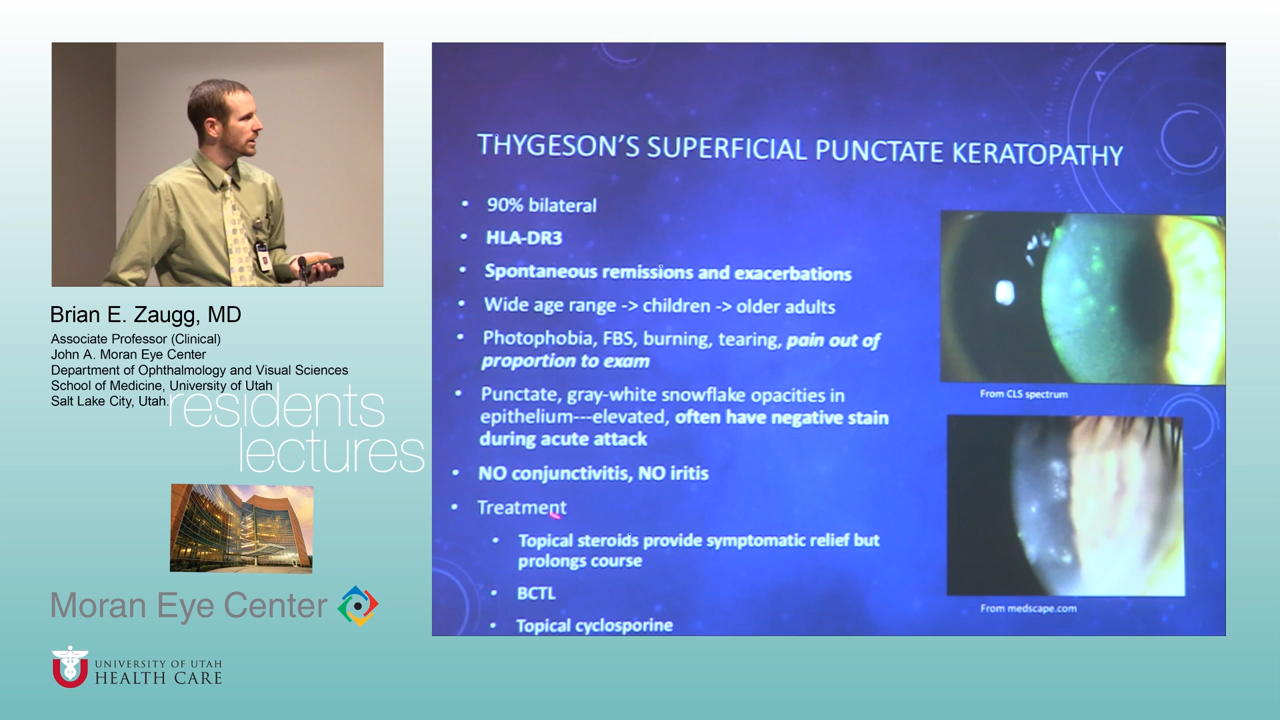 Brian E. Zaugg, MD
Associate Professor (Clinical)
John A. Moran Eye Center
Department of Ophthalmology and Visual Sciences
School of Medicine, University of Utah
Salt Lake City, Utah.
residents
lectures
Moran Eye Center
UNIVERSITY OF UTAH
HEALTH CARE
THYGESON'S SUPERFICIAL PUNCTATE KERATOPATHY
• 90% bilateral
• HLA-DR3
• Spontaneous remissions and exacerbations
• Wide age range -> children -> older adults
• Photophobia, FBS, burning, tearing, pain out of
proportion to exam
• Punctate, gray-white snowflake opacities in
epithelium---elevated, often have negative stain
during acute attack
• NO conjunctivitis, NO iritis
• Treatment
• Topical steroids provide symptomatic relief but
prolongs course
• BCTL
• Topical cyclosporine
From CLS spectrum
From medscape.com